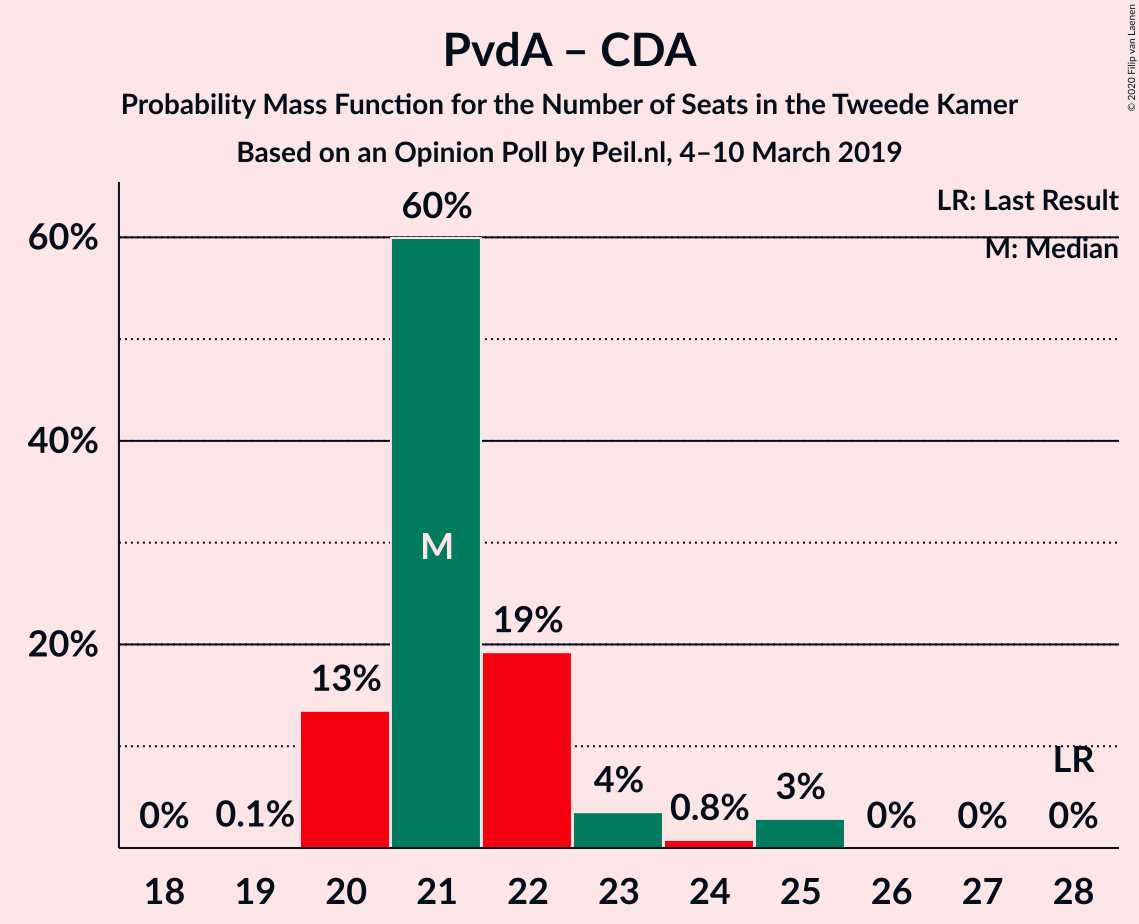 PvdA – CDA
Probability Mass Function for the Number of Seats in the Tweede Kamer
Based on an Opinion Poll by Peil.nl, 4–10 March 2019
© 2020 Filip van Laenen
LR: Last Result
M: Median
60%
40%
20%
0%
0.1%
13%
60%
M
19%
4%
0.8%
3%
0%
0%
LR
0%
18 19 20 21 22 23 24 25 26 27 28